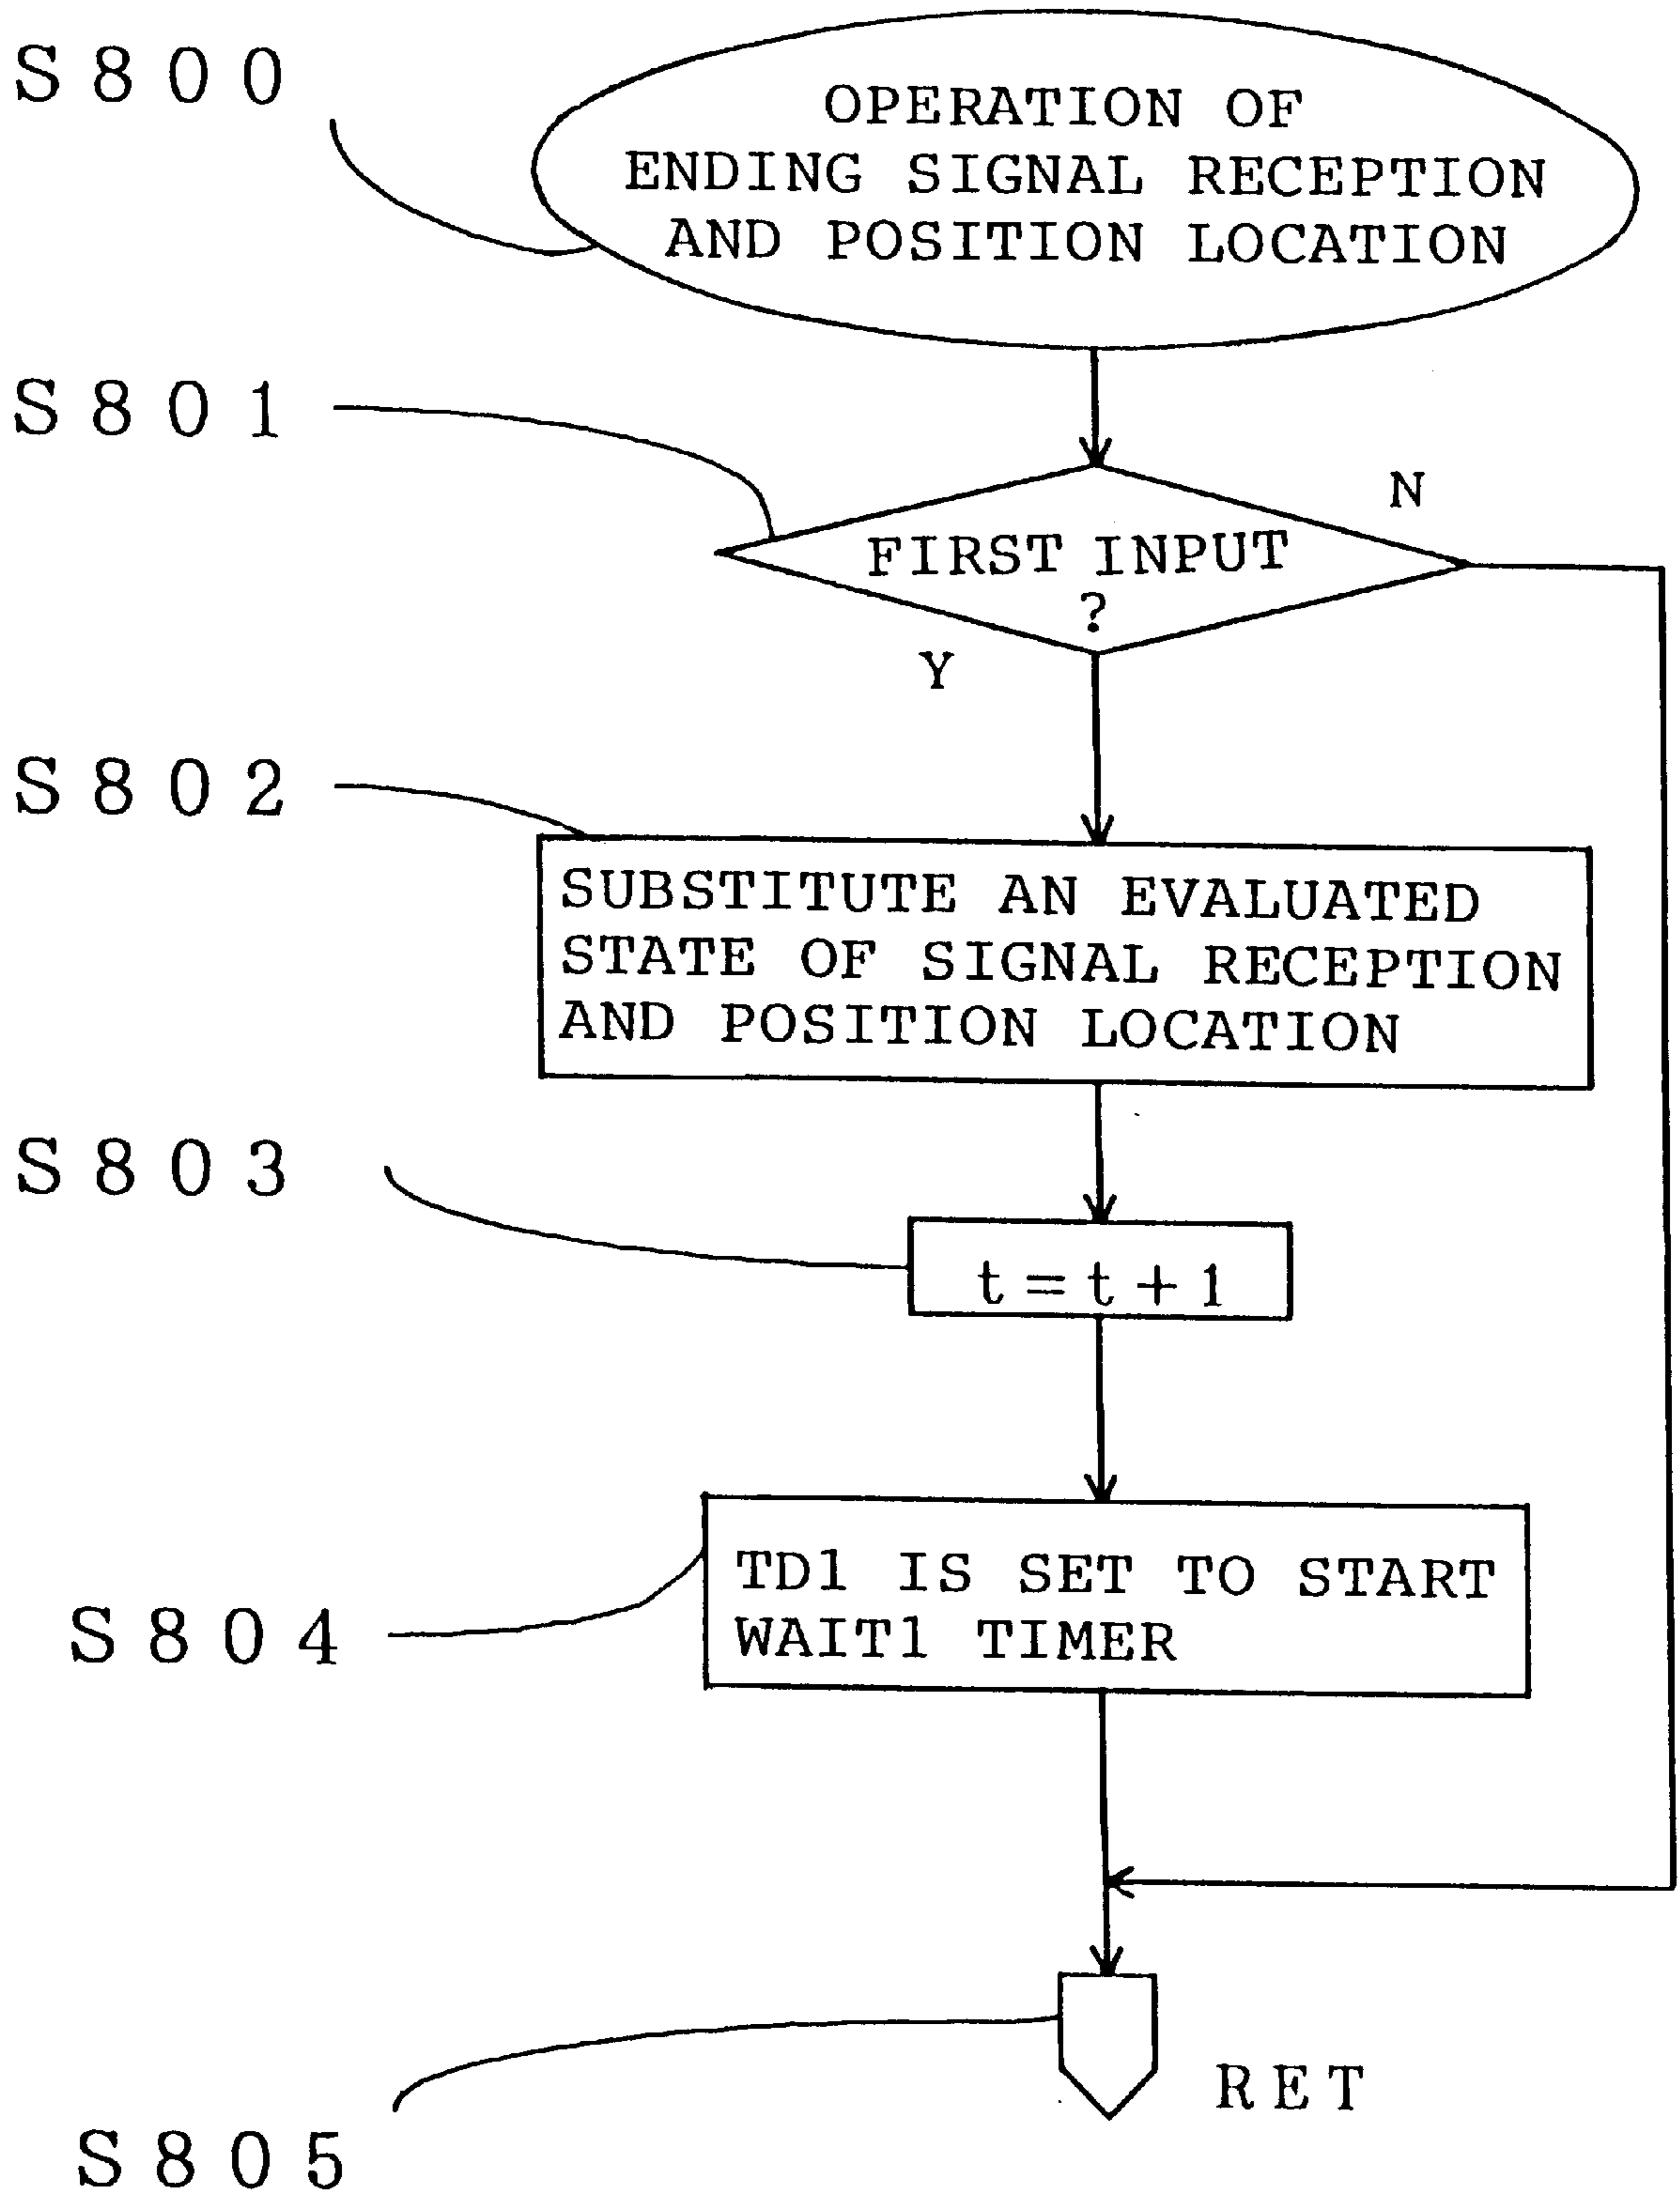 S800
OPERATION OF
ENDING SIGNAL RECEPTION
AND POSITION LOCATION
S801
N
FIRST INPUT
?
Y
S802
SUBSTITUTE AN EVALUATED
STATE OF SIGNAL RECEPTION
AND POSITION LOCATION
S803
t = t + 1
S804
TD1 IS SET TO START
WAIT1 TIMER
RET
S805